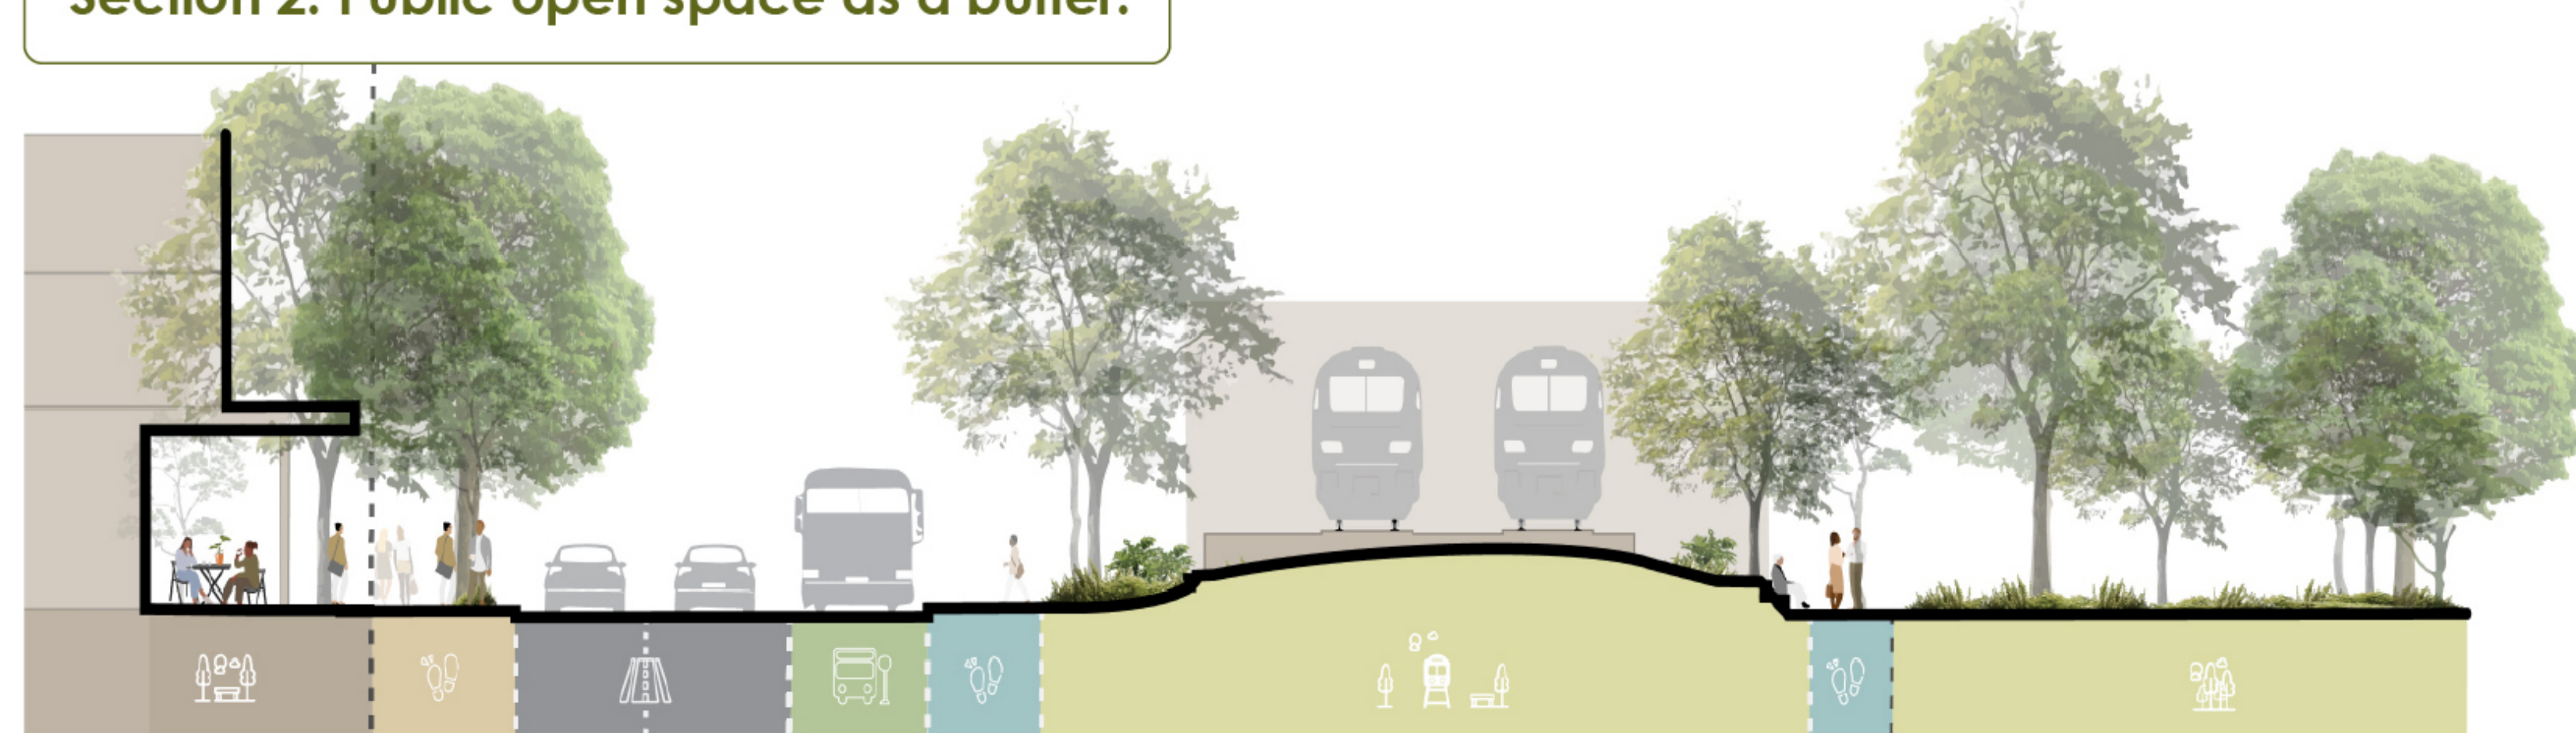 Section 2. Public open space as a buffer.